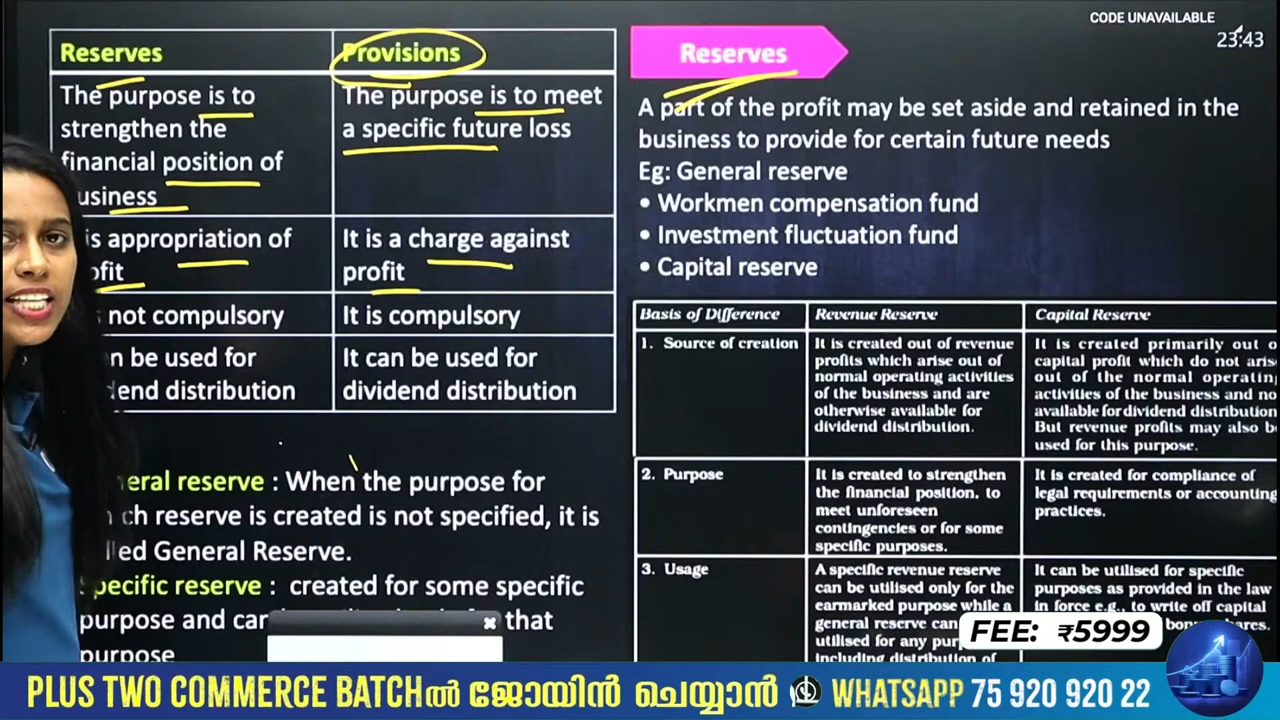 CODE UNAVAILABLE
23:43
Reserves
Provisions
The purpose is to
strengthen the
financial position of
usiness
The purpose is to meet
a specific future loss
is appropriation of
ofit
It is a charge against
profit
not compulsory
It is compulsory
n be used for
dend distribution
It can be used for
dividend distribution
eral reserve : When the purpose for
ch reserve is created is not specified, it is
lled General Reserve.
pecific reserve : created for some specific
purpose and can that
purpose
Reserves
A part of the profit may be set aside and retained in the
business to provide for certain future needs
Eg: General reserve
• Workmen compensation fund
• Investment fluctuation fund
• Capital reserve
Basis of Difference
Revenue Reserve
Capital Reserve
1. Source of creation
It is created out of revenue
profits which arise out of
normal operating activities
of the business and are
otherwise available for
dividend distribution.
It is created primarily out o
capital profit which do not aris
out of the normal operatin
activities of the business and no
available for dividend distribution
But revenue profits may also b
used for this purpose.
2. Purpose
It is created to strengthen
the financial position, to
meet unforeseen
contingencies or for some
specific purposes.
It is created for compliance of
legal requirements or accounting
practices.
3. Usage
A specific revenue reserve
can be utilised only for the
earmarked purpose while a
general reserve can
utilised for any pur
including distribution of
It can be utilised for specific
purposes as provided in the law
in force e.g., to write off capital
bonu hares.
FEE: ₹5999
PLUS TWO COMMERCE BATCHൽ ജോയിൻ ചെയ്യാൻ WHATSAPP 75 920 920 22